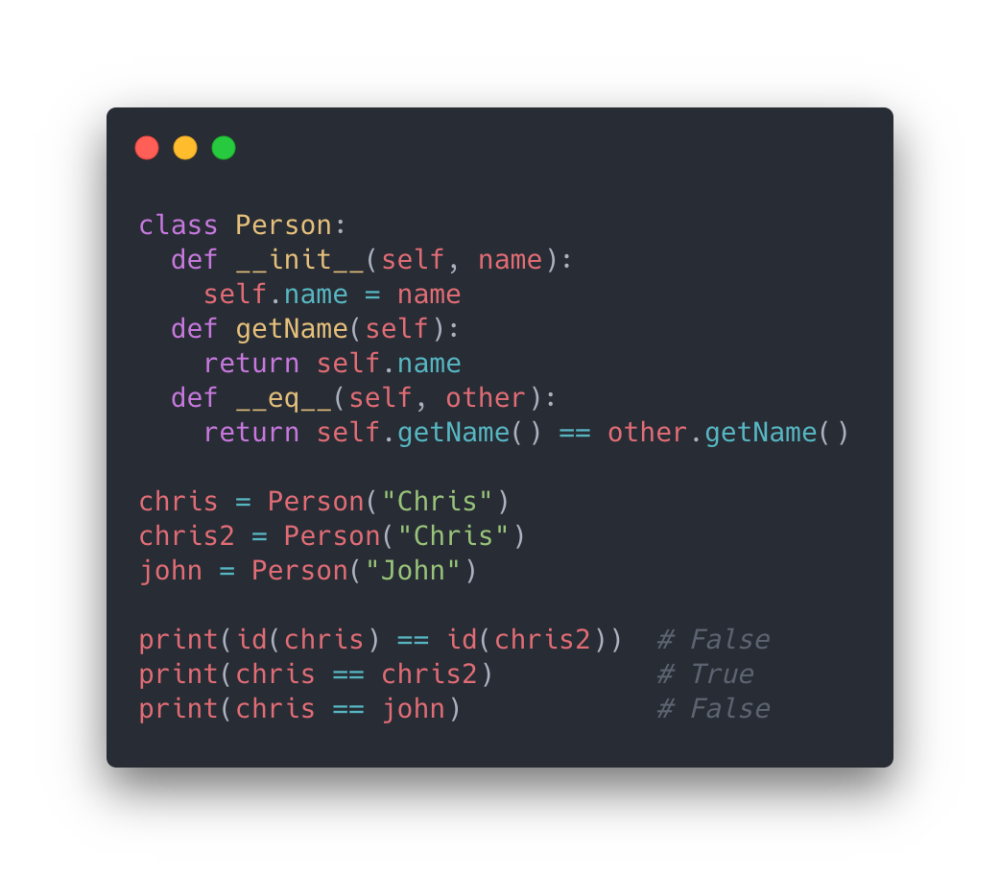 class Person:
  def __init__(self, name):
    self.name = name
  def getName(self):
    return self.name
  def __eq__(self, other):
    return self.getName() == other.getName()

chris = Person("Chris")
chris2 = Person("Chris")
john = Person("John")

print(id(chris) == id(chris2))  # False
print(chris == chris2)          # True
print(chris == john)            # False